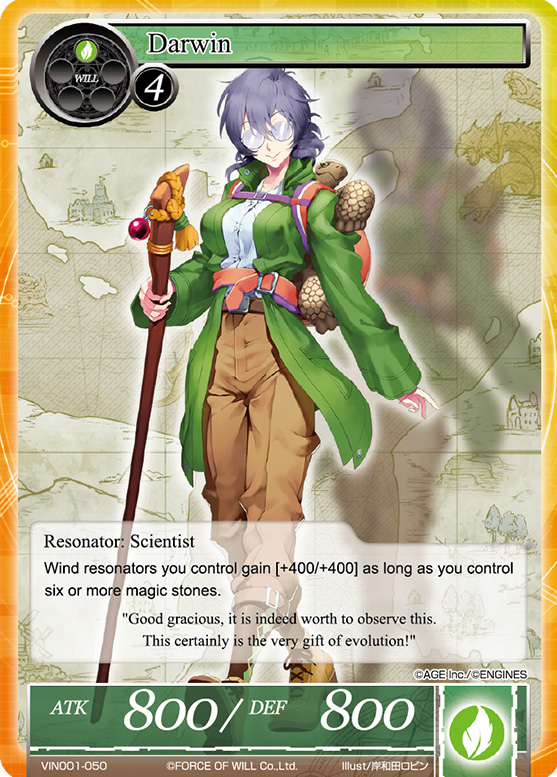 Darwin
WILL
4
Resonator: Scientist
Wind resonators you control gain [+400/+400] as long as you control
six or more magic stones.
"Good gracious, it is indeed worth to observe this.
This certainly is the very gift of evolution!"
©AGE Inc./©ENGINES
ATK 800 / DEF 800
VIN001-050 ©FORCE OF WILL Co.,Ltd. Illust/岸和田ロビン